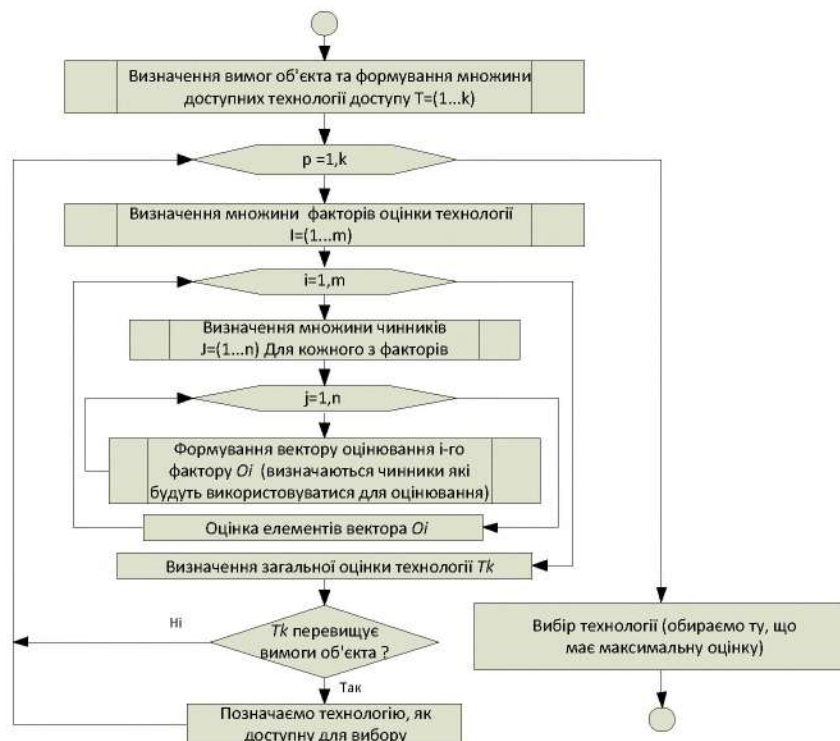 Визначення вимог об'єкта та формування множини
доступних технології доступу T=(1...k)
p =1,k
Визначення множини факторів оцінки технології
I=(1...m)
i=1,m
Визначення множини чинників
J=(1...n) Для кожного з факторів
j=1,n
Формування вектору оцінювання і-го
фактору Oi (визначаються чинники які
будуть використовуватися для оцінювання)
Оцінка елементів вектора Oi
Визначення загальної оцінки технології Tk
Ні
Tk перевищує
вимоги об'єкта ?
Так
Позначаємо технологію, як
доступну для вибору
Вибір технології (обираємо ту, що
має максимальну оцінку)